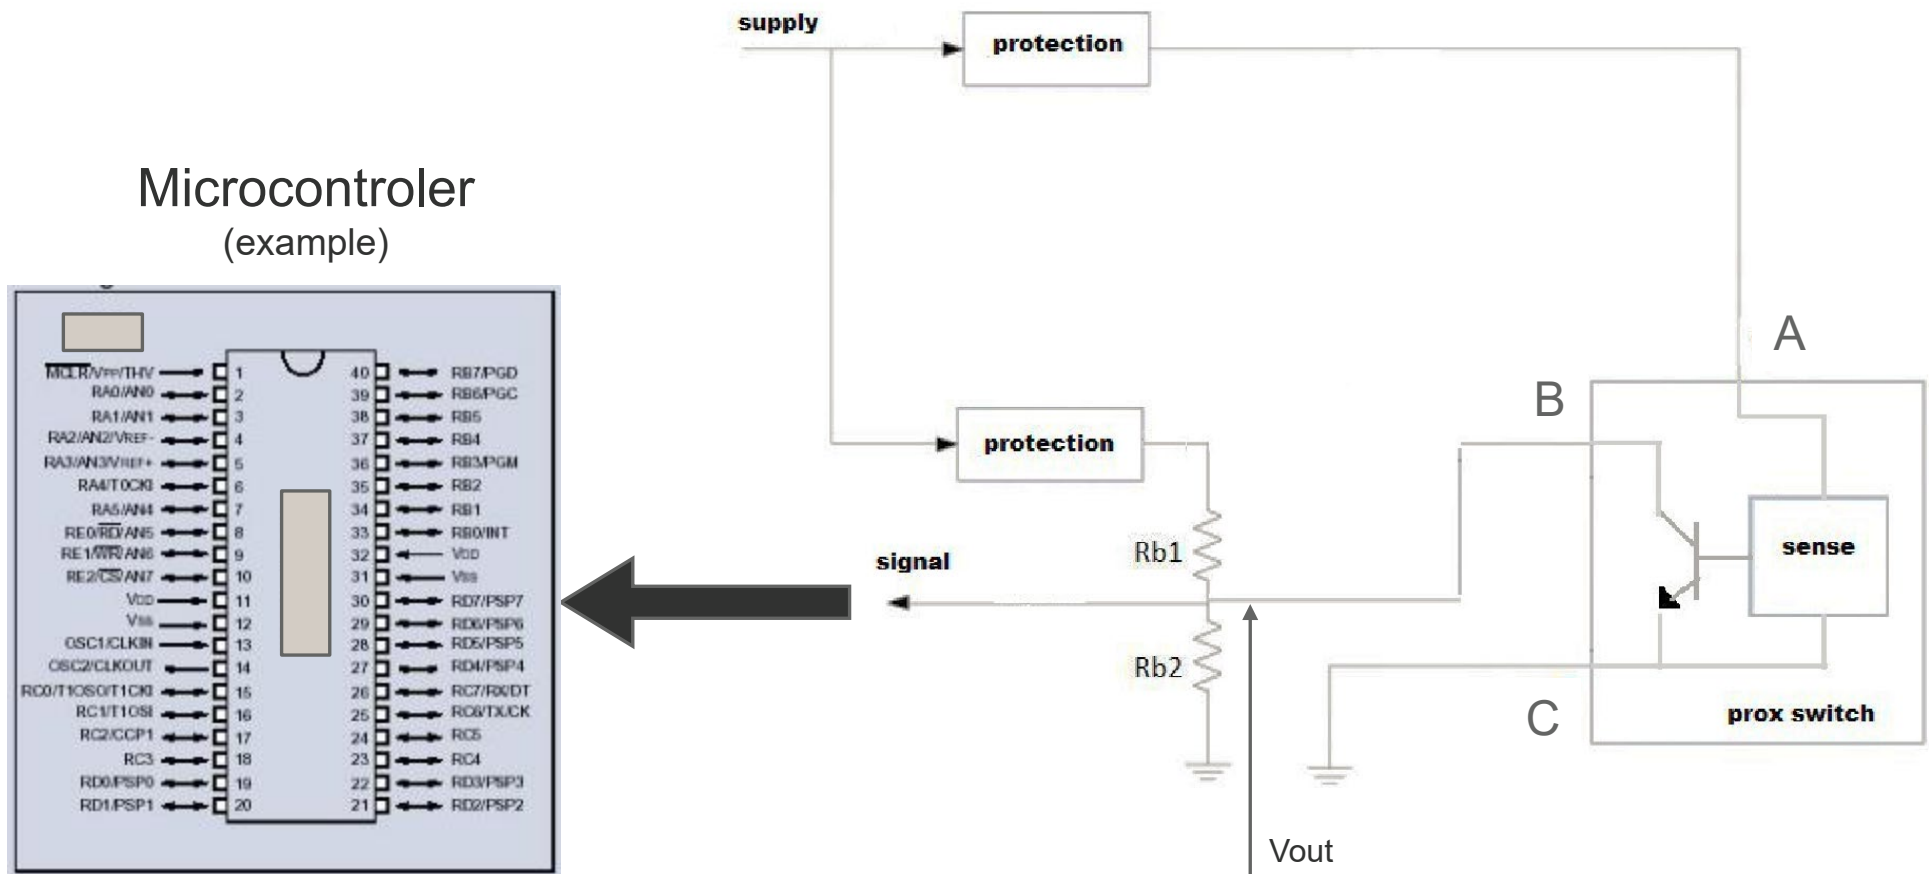 supply
protection
Microcontroler
(example)
A
B
protection
Rb1
signal
sense
Rb2
C
prox switch
Vout
MCLR/VPP/THV 1 40 RB7/PGD
RA0/AN0 2 39 RB6/PGC
RA1/AN1 3 38 RB5
RA2/AN2/VREF- 4 37 RB4
RA3/AN3/VREF+ 5 36 RB3/PGM
RA4/T0CKI 6 35 RB2
RA5/AN4 7 34 RB1
RE0/RD/AN5 8 33 RB0/INT
RE1/WR/AN6 9 32 VDD
RE2/CS/AN7 10 31 VSS
VDD 11 30 RD7/PSP7
VSS 12 29 RD6/PSP6
OSC1/CLKIN 13 28 RD5/PSP5
OSC2/CLKOUT 14 27 RD4/PSP4
RC0/T1OSO/T1CKI 15 26 RC7/RX/DT
RC1/T1OSI 16 25 RC6/TX/CK
RC2/CCP1 17 24 RC5
RC3 18 23 RC4
RD0/PSP0 19 22 RD3/PSP3
RD1/PSP1 20 21 RD2/PSP2